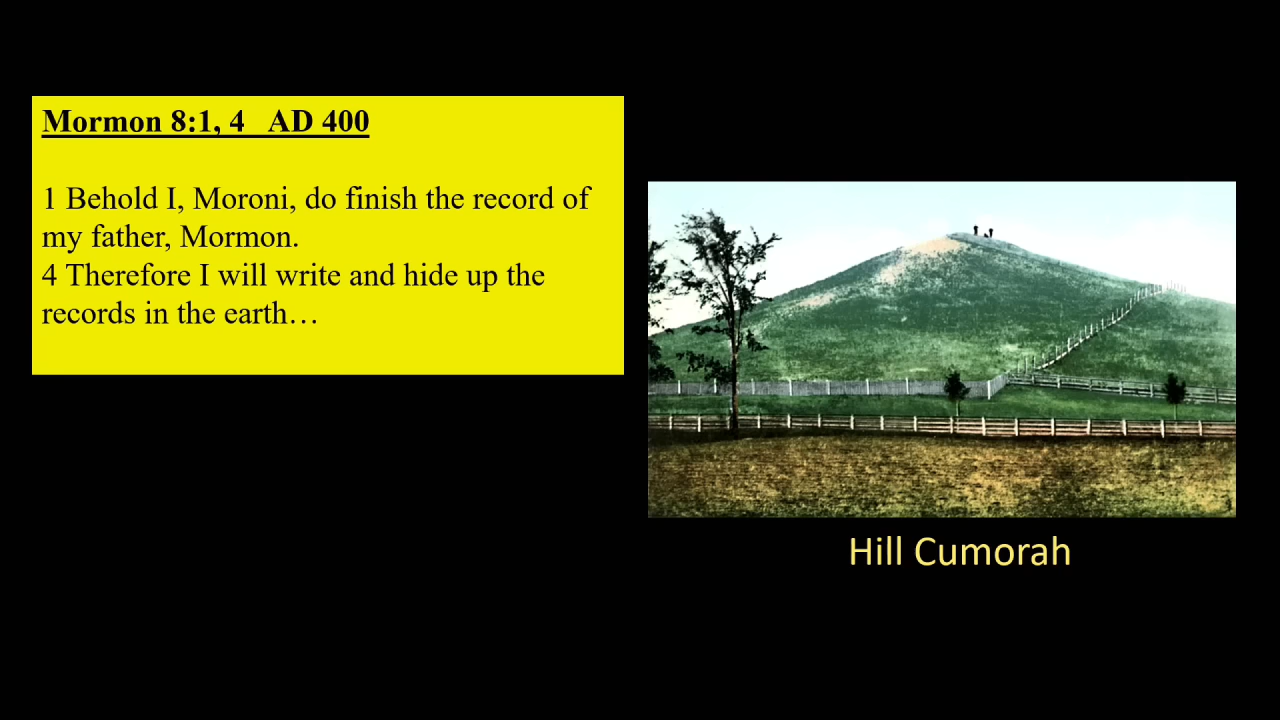 Mormon 8:1, 4   AD 400
1 Behold I, Moroni, do finish the record of
my father, Mormon.
4 Therefore I will write and hide up the
records in the earth…
Hill Cumorah